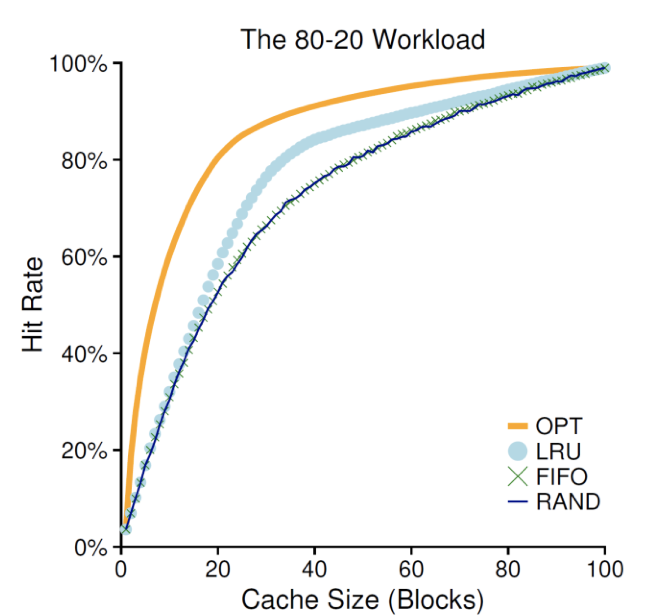 The 80-20 Workload
100%
80%
60%
40%
20%
0%
Hit Rate
OPT
LRU
FIFO
RAND
0 20 40 60 80 100
Cache Size (Blocks)